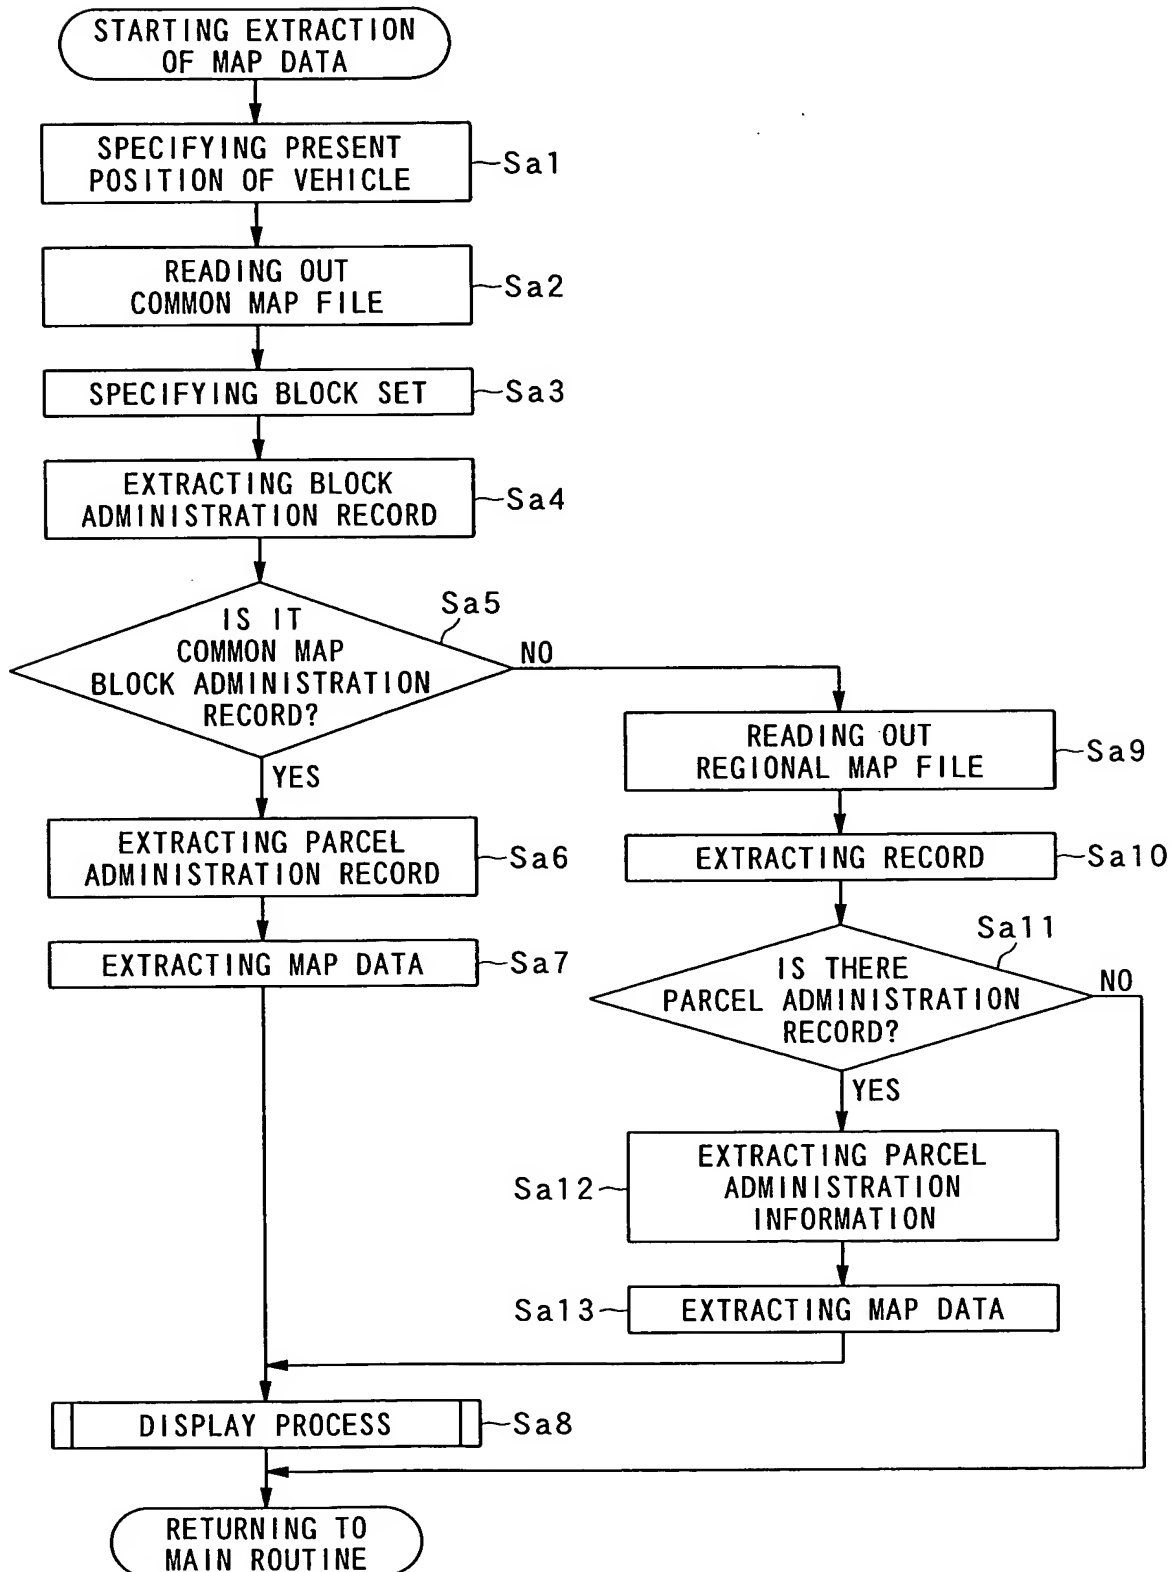 STARTING EXTRACTION
OF MAP DATA
SPECIFYING PRESENT
POSITION OF VEHICLE
Sa1
READING OUT
COMMON MAP FILE
Sa2
SPECIFYING BLOCK SET
Sa3
EXTRACTING BLOCK
ADMINISTRATION RECORD
Sa4
IS IT
COMMON MAP
BLOCK ADMINISTRATION
RECORD?
Sa5
NO
YES
EXTRACTING PARCEL
ADMINISTRATION RECORD
Sa6
EXTRACTING MAP DATA
Sa7
READING OUT
REGIONAL MAP FILE
Sa9
EXTRACTING RECORD
Sa10
IS THERE
PARCEL ADMINISTRATION
RECORD?
Sa11
NO
YES
EXTRACTING PARCEL
ADMINISTRATION
INFORMATION
Sa12
EXTRACTING MAP DATA
Sa13
DISPLAY PROCESS
Sa8
RETURNING TO
MAIN ROUTINE